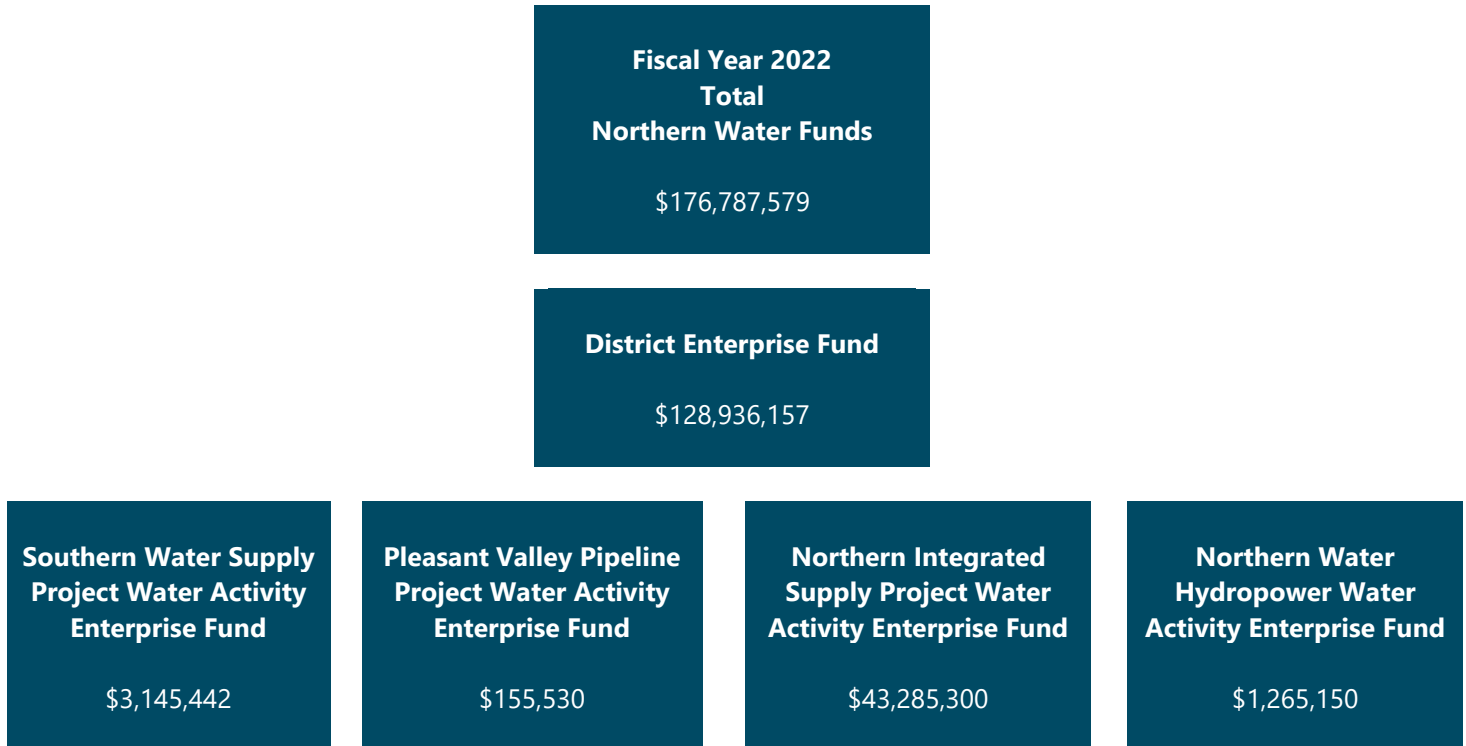 Fiscal Year 2022
Total
Northern Water Funds
$176,787,579
District Enterprise Fund
$128,936,157
Southern Water Supply
Project Water Activity
Enterprise Fund
$3,145,442
Pleasant Valley Pipeline
Project Water Activity
Enterprise Fund
$155,530
Northern Integrated
Supply Project Water
Activity Enterprise Fund
$43,285,300
Northern Water
Hydropower Water
Activity Enterprise Fund
$1,265,150